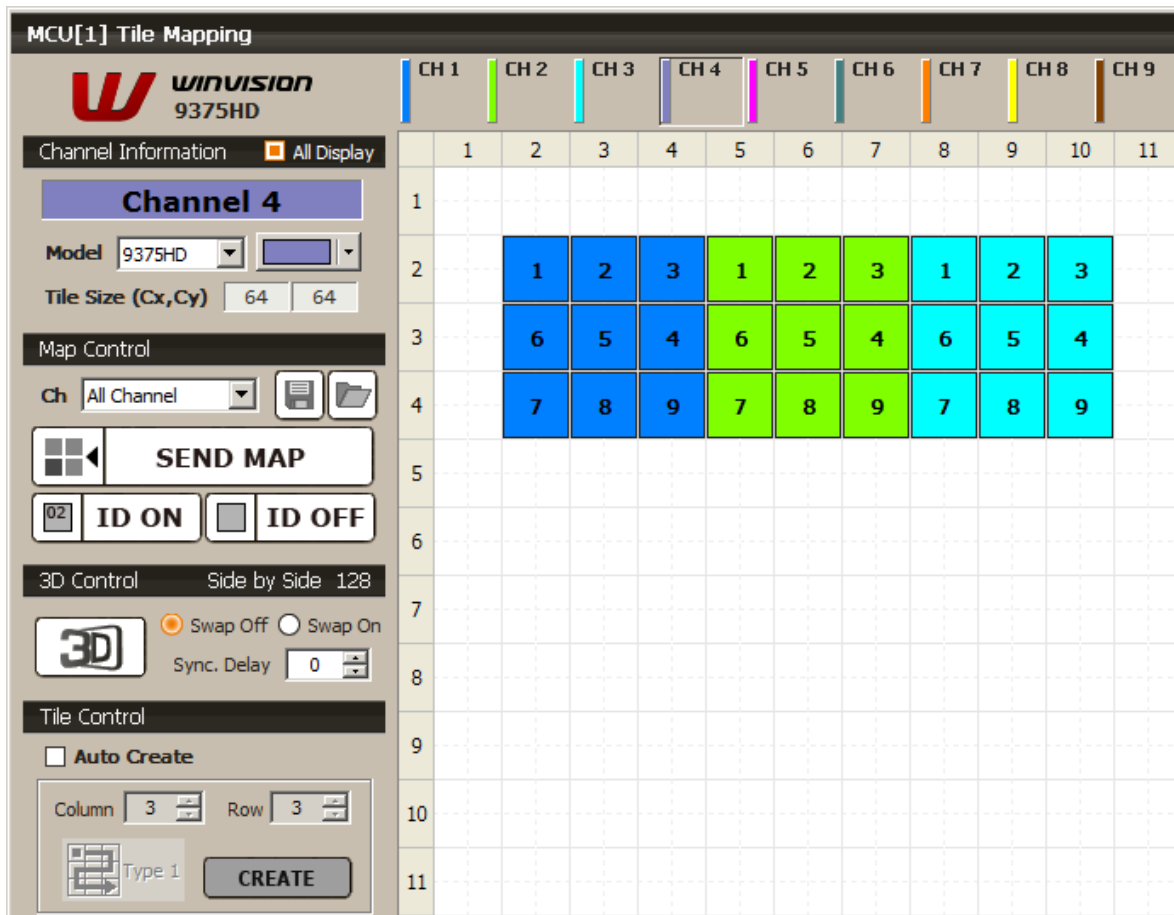 MCU[1] Tile Mapping
WINVISION
9375HD
CH 1 CH 2 CH 3 CH 4 CH 5 CH 6 CH 7 CH 8 CH 9
Channel Information All Display
Channel 4
Model 9375HD
Tile Size (Cx,Cy) 64 64
Map Control
Ch All Channel
SEND MAP
02 ID ON ID OFF
3D Control Side by Side 128
3D Swap Off Swap On
Sync. Delay 0
Tile Control
Auto Create
Column 3 Row 3
Type 1 CREATE
1 2 3 4 5 6 7 8 9 10 11
1
2 1 2 3 1 2 3 1 2 3
3 6 5 4 6 5 4 6 5 4
4 7 8 9 7 8 9 7 8 9
5
6
7
8
9
10
11